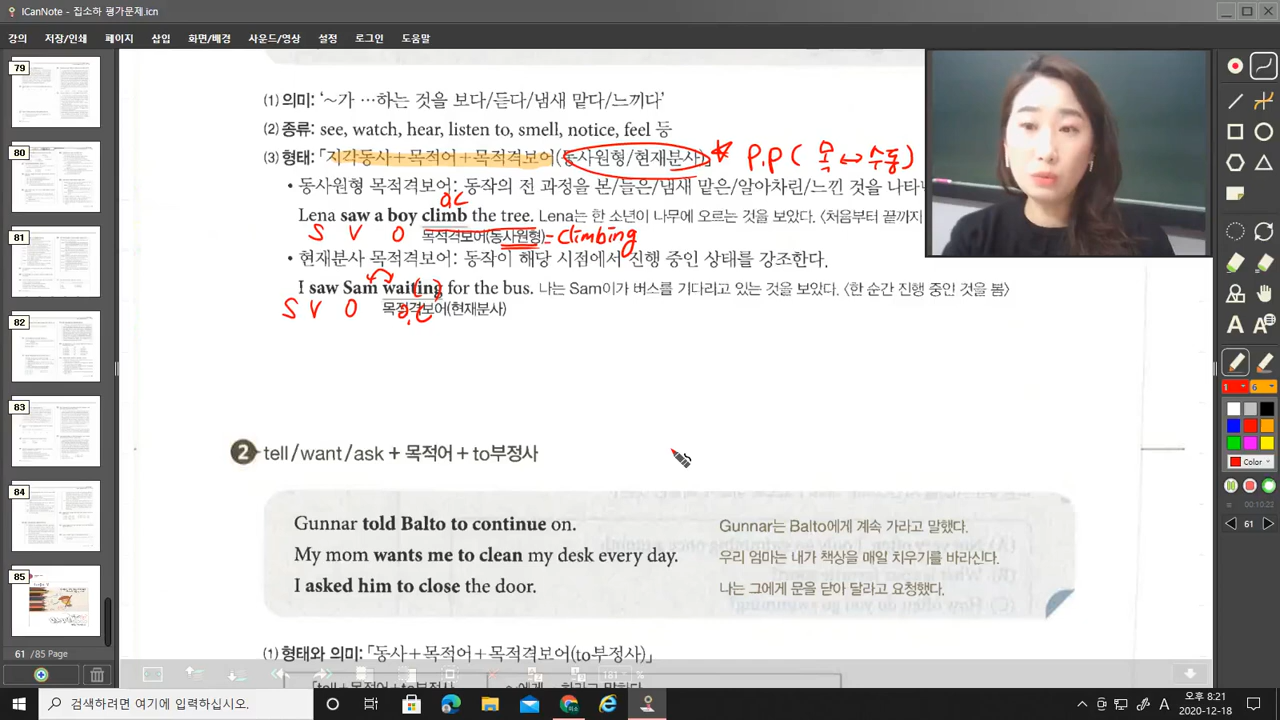 ICanNote - 집소하 평가문제.icn
강의 저장/인쇄 페이지 삽입 화면/배경 사운드/영상 설정 로그인 도움말
79
80
81
82
83
84
85
61 /85 Page
(1) 의미: …하는 것을 보다/듣다/냄새 맡다/느끼다’
(2) 종류: see, watch, hear, listen to, smell, notice, feel 등
(3) 형태: 「지각동사+목적어+목적격보어(동사원형/현재분사)」 ★ P.P ( 목↔수동)
• 동사원형 목적격보어: 동작의 전 과정을 본/들은/냄새 맡은/알아차린/느낀 것을 나타
o.c
Lena saw a boy climb the tree. Lena는 한 소년이 나무에 오르는 것을 보았다. <처음부터 끝까지
S V O 목적격보어(동사원형)-climbing
• 현재분사 목적격보어: 동작이 해당 시점에서 진행 중인 상태를 강조한다.
I saw Sam waiting for the bus. 나는 Sam이 버스를 기다리고 있는 것을 보았다. <한 순간 진행 중인 것을 봄>
S V O 목적격보어(현재분사)
o.c
2 tell/want/ask + 목적어 + to부정사
Gunnar told Balto to continue on. Gunnar는 Balto에게 계속 가라고 말했다.
My mom wants me to clean my desk every day. 우리 엄마는 내가 책상을 매일 치우기를 바라신다.
I asked him to close the door. 나는 그에게 문을 닫아 달라고 요청했다.
(1) 형태와 의미: 「동사+목적어+목적격보어(to부정사)」
181 %
A A
1 6
Color
00:10:22
61
검색하려면 여기에 입력하십시오.
A
오후 8:21
2020-12-18